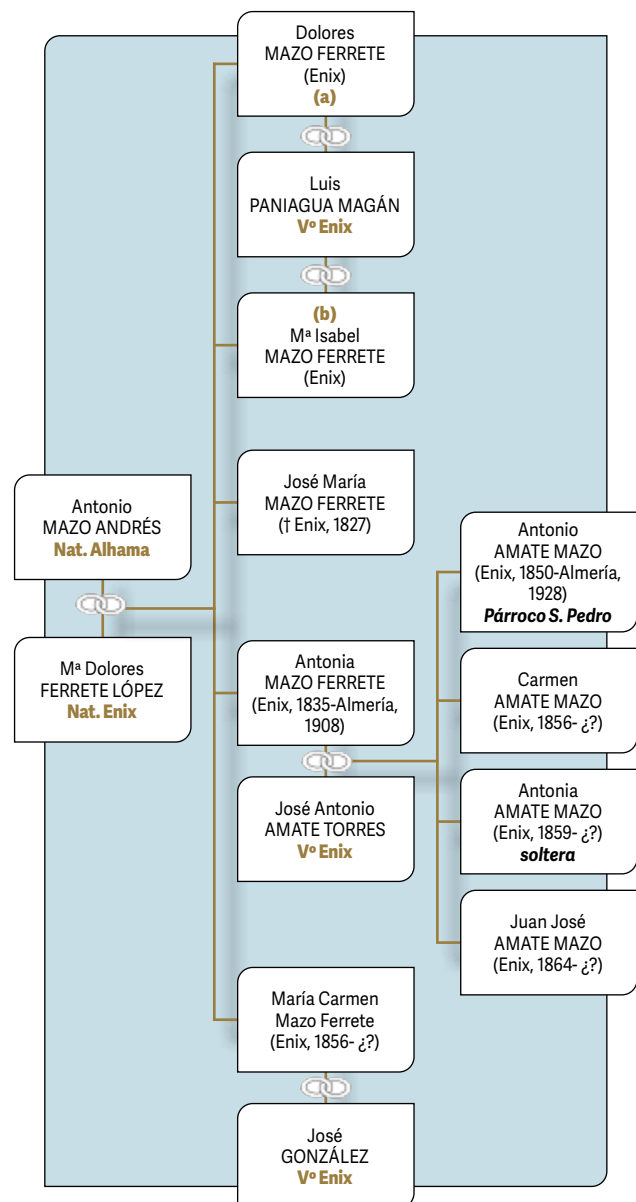 Dolores
MAZO FERRETE
(Enix)
(a)
Luis
PANIAGUA MAGÁN
Vº Enix
(b)
Mª Isabel
MAZO FERRETE
(Enix)
José María
MAZO FERRETE
(† Enix, 1827)
Antonio
MAZO ANDRÉS
Nat. Alhama
Mª Dolores
FERRETE LÓPEZ
Nat. Enix
Antonia
MAZO FERRETE
(Enix, 1835-Almería,
1908)
José Antonio
AMATE TORRES
Vº Enix
Antonio
AMATE MAZO
(Enix, 1850-Almería,
1928)
Párroco S. Pedro
Carmen
AMATE MAZO
(Enix, 1856- ¿?)
Antonia
AMATE MAZO
(Enix, 1859- ¿?)
soltera
Juan José
AMATE MAZO
(Enix, 1864- ¿?)
María Carmen
Mazo Ferrete
(Enix, 1856- ¿?)
José
GONZÁLEZ
Vº Enix